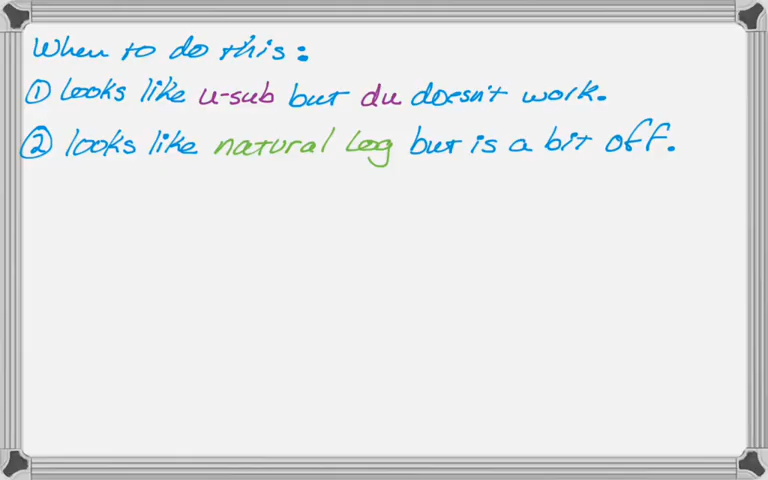 When to do this:
① looks like u-sub but du doesn't work.
② looks like natural log but is a bit off.